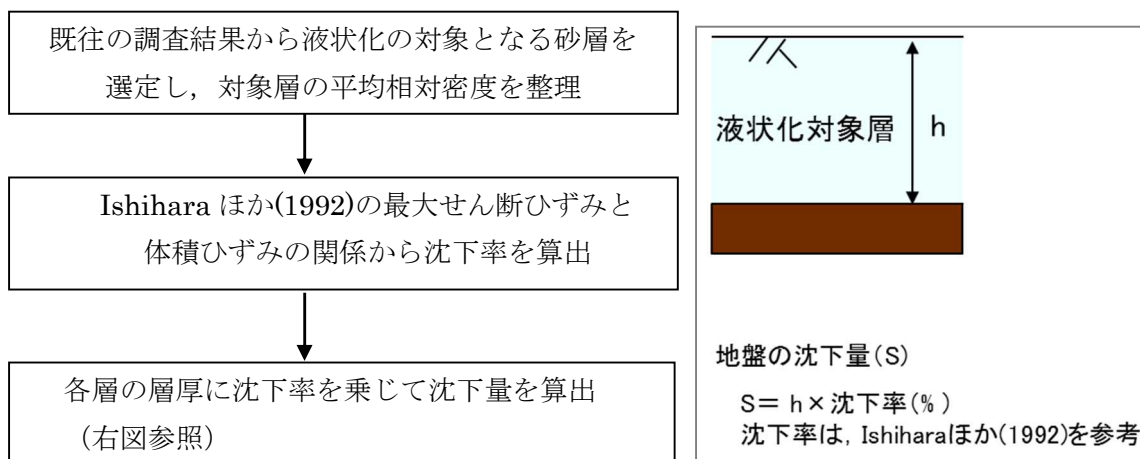 既往の調査結果から液状化の対象となる砂層を
選定し，対象層の平均相対密度を整理
Ishihara ほか(1992)の最大せん断ひずみと
体積ひずみの関係から沈下率を算出
各層の層厚に沈下率を乗じて沈下量を算出
（右図参照）
液状化対象層
h
地盤の沈下量(S)
S＝ h×沈下率(%)
沈下率は，Ishiharaほか(1992)を参考